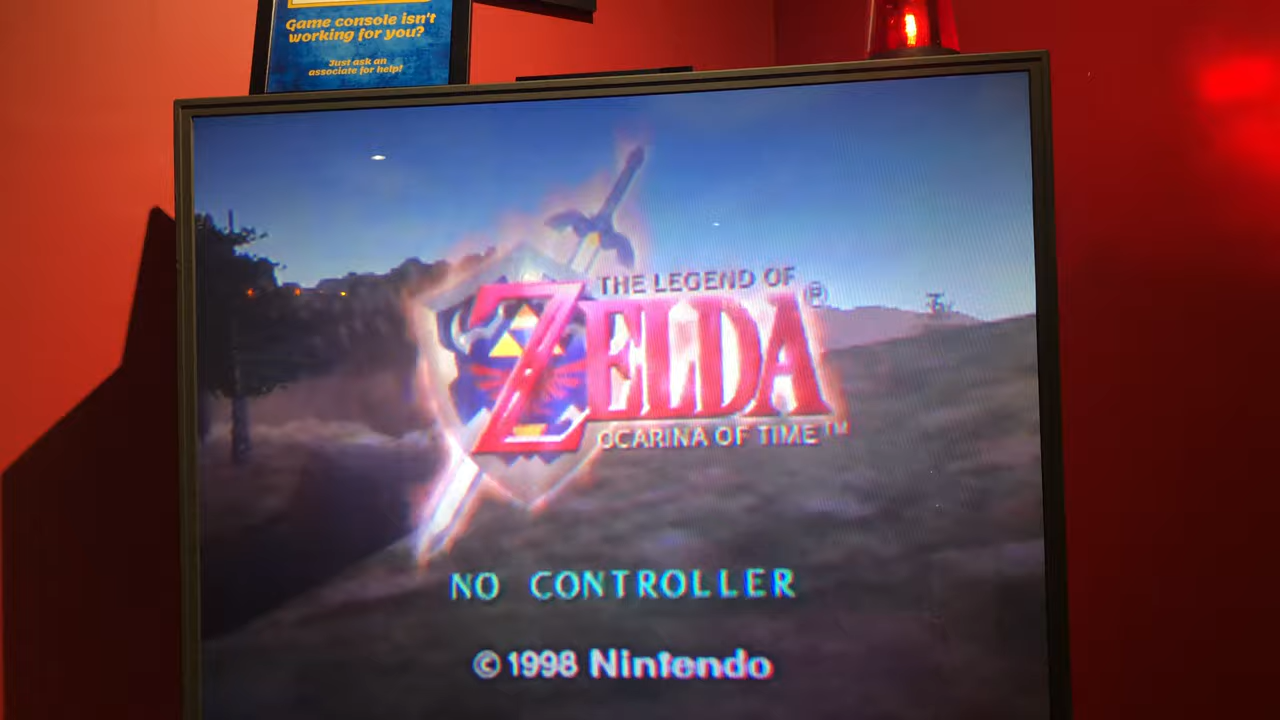 Game console isn't
working for you?
Just ask an
associate for help!
THE LEGEND OF
ZELDA®
OCARINA OF TIME™
NO CONTROLLER
© 1998 Nintendo